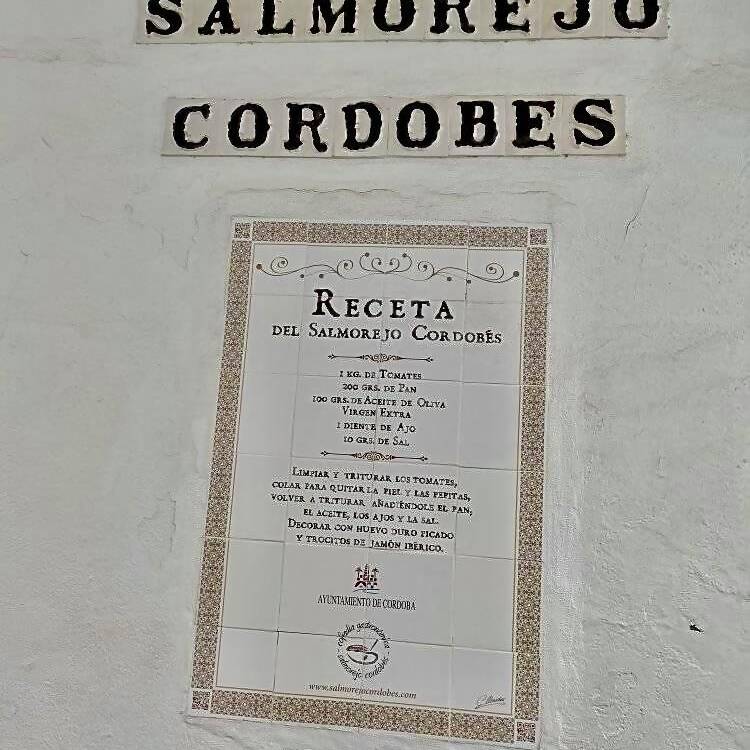 SALMOREJO
CORDOBES
RECETA
DEL SALMOREJO CORDOBÉS
1 KG. DE TOMATES
200 GRS. DE PAN
100 GRS. DE ACEITE DE OLIVA
VIRGEN EXTRA
1 DIENTE DE AJO
10 GRS. DE SAL
LIMPIAR Y TRITURAR LOS TOMATES,
COLAR PARA QUITAR LA PIEL Y LAS PEPITAS,
VOLVER A TRITURAR AÑADIÉNDOLE EL PAN,
EL ACEITE, LOS AJOS Y LA SAL.
DECORAR CON HUEVO DURO PICADO
Y TROCITOS DE JAMÓN IBÉRICO.
AYUNTAMIENTO DE CORDOBA
cofradía gastronómica
salmorejo cordobés
www.salmorejocordobes.com